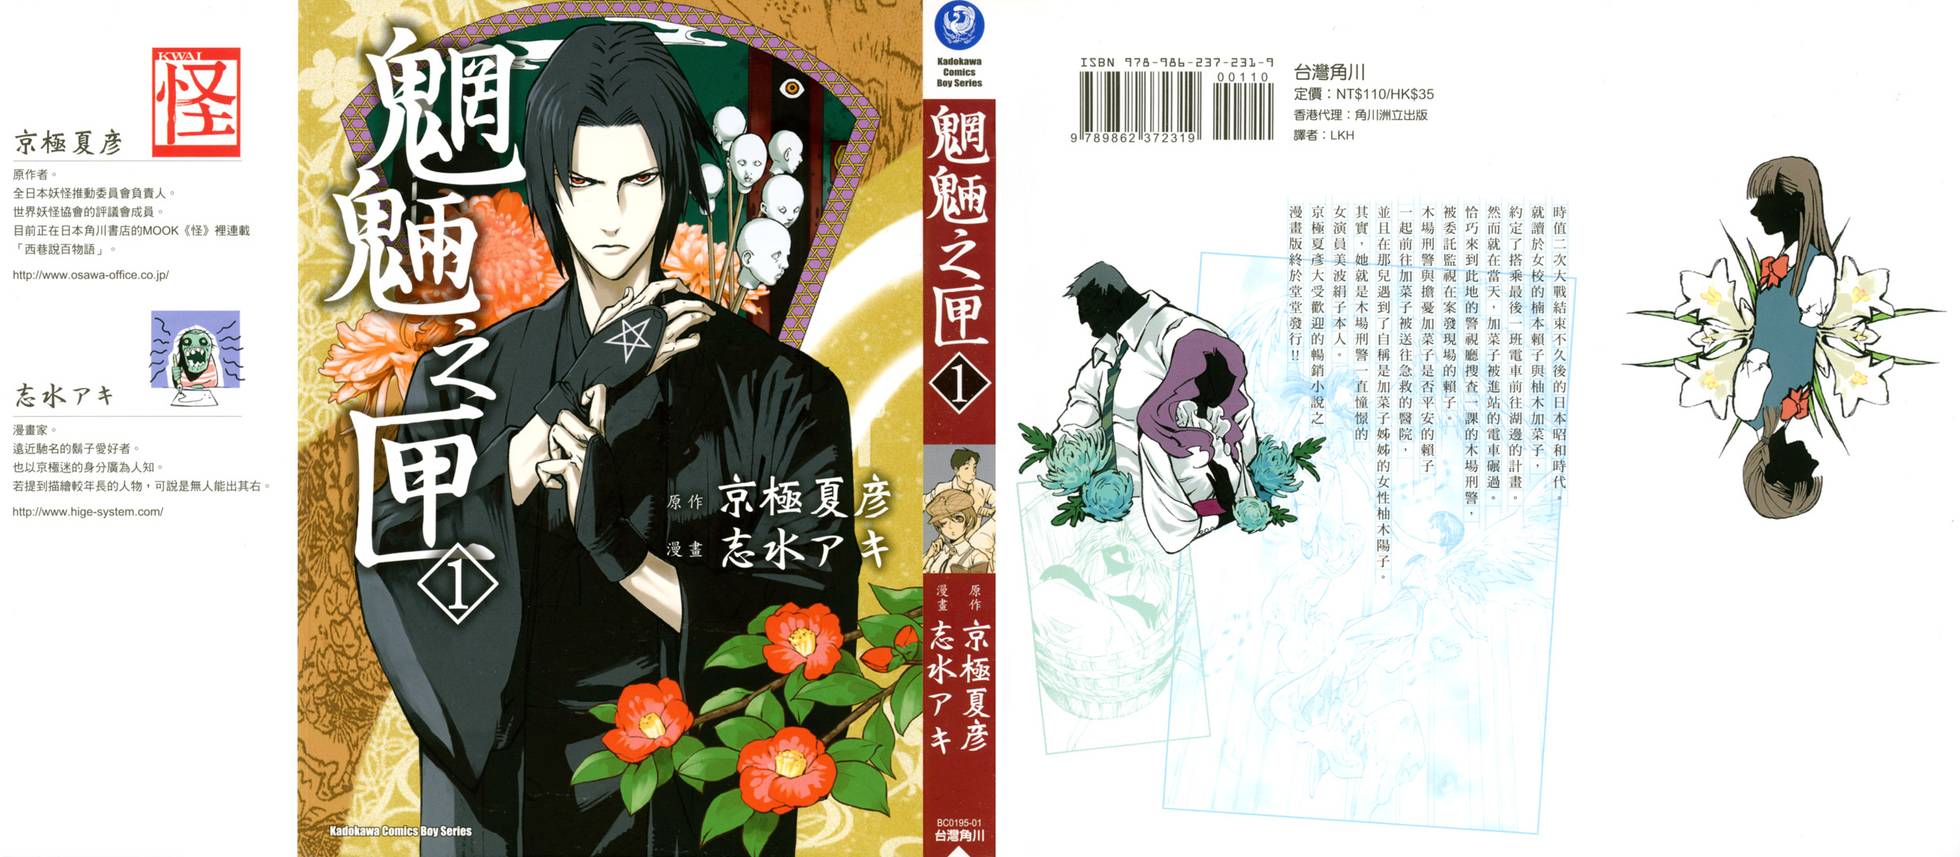 KWAI
怪
京極夏彦
原作者。
全日本妖怪推動委員會負責人。
世界妖怪協會的評議會成員。
目前正在日本角川書店的MOOK《怪》裡連載
「西巷說百物語」。
http://www.osawa-office.co.jp/
志水アキ
漫畫家。
遠近馳名的鬍子愛好者。
也以京極迷的身分廣為人知。
若提到描繪較年長的人物，可說是無人能出其右。
http://www.hige-system.com/
魍魎之匣
1
原作 京極夏彦
漫畫 志水アキ
Kadokawa Comics Boy Series
Kadokawa
Comics
Boy Series
魍魎之匣
1
原作 京極夏彦
漫畫 志水アキ
BC0195-01
台灣角川
ISBN 978-986-237-231-9
00110
9 789862 372319
台灣角川
定價：NT$110/HK$35
香港代理：角川洲立出版
譯者：LKH
時值二次大戰結束不久後的日本昭和時代。
就讀於女校的楠本賴子與柚木加菜子，
約定了搭乘最後一班電車前往湖邊的計畫。
然而就在當天，加菜子被進站的電車碾過。
恰巧來到此地的警視廳搜查一課的木場刑警，
被委託監視在案發現場的賴子。
木場刑警與擔憂加菜子是否平安的賴子
一起前往加菜子被送往急救的醫院，
並且在那兒遇到了自稱是加菜子姊姊的女性柚木陽子。
其實，她就是木場刑警一直憧憬的
女演員美波絹子本人。
京極夏彥大受歡迎的暢銷小說之
漫畫版終於堂堂發行!!